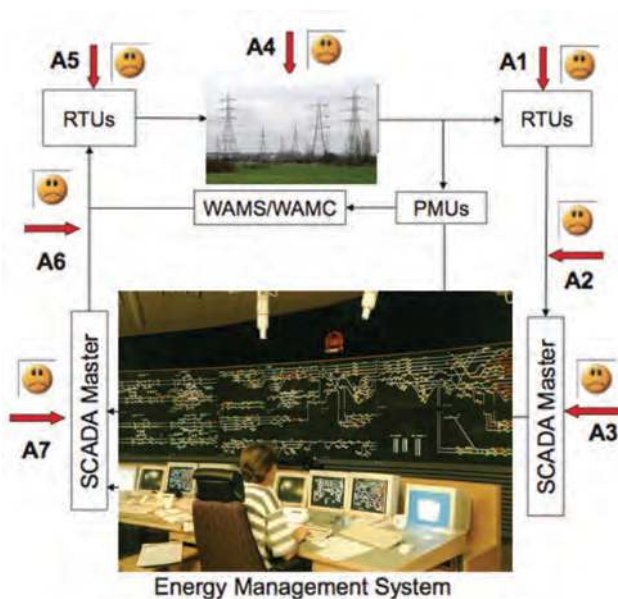 A5
A4
A1
RTUs
RTUs
WAMS/WAMC
PMUs
A6
A2
SCADA Master
SCADA Master
A7
A3
Energy Management System